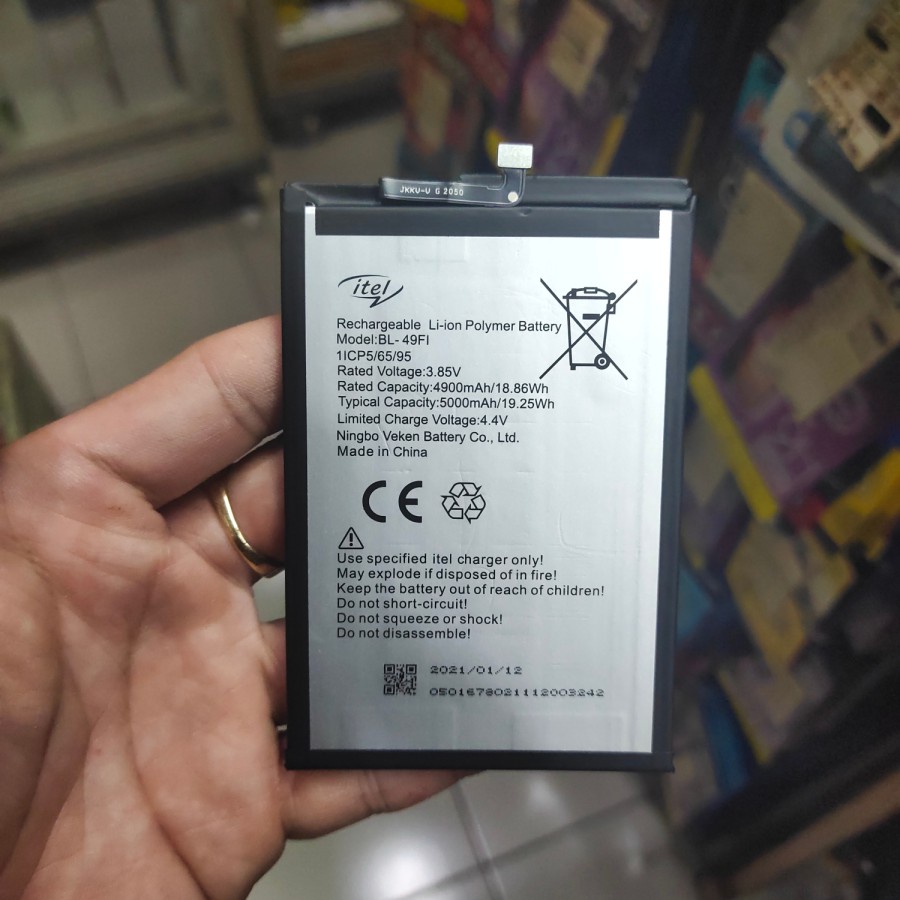 JKKU-U G 2050
itel
Rechargeable Li-ion Polymer Battery
Model:BL- 49FI
1ICP5/65/95
Rated Voltage:3.85V
Rated Capacity:4900mAh/18.86Wh
Typical Capacity:5000mAh/19.25Wh
Limited Charge Voltage:4.4V
Ningbo Veken Battery Co., Ltd.
Made in China
CE
Use specified itel charger only!
May explode if disposed of in fire!
Keep the battery out of reach of children!
Do not short-circuit!
Do not squeeze or shock!
Do not disassemble!
2021/01/12
0501678021112003242